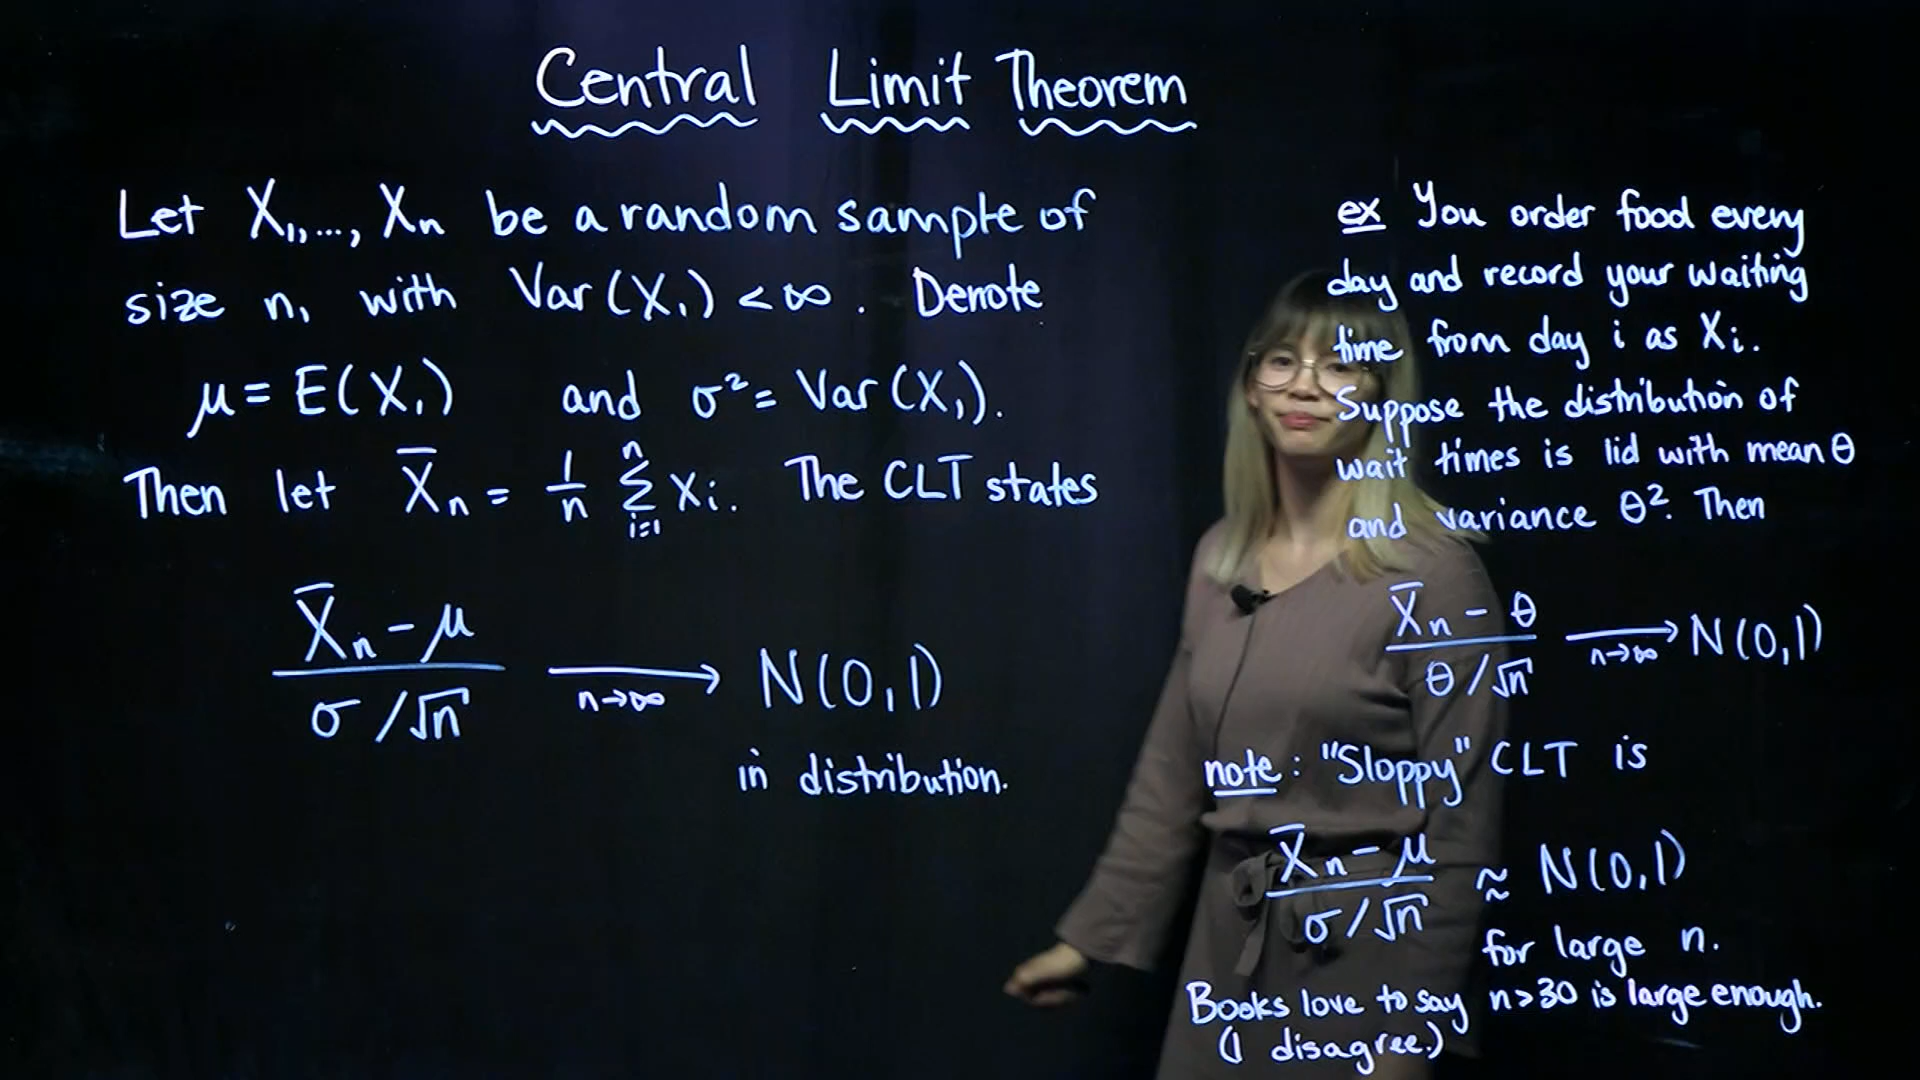 Central Limit Theorem
Let X₁,..., Xₙ be a random sample of
size n, with Var(X₁) < ∞. Denote
μ = E(X₁) and σ² = Var(X₁).
Then let X̄ₙ = 1/n Σᵢ₌₁ⁿ Xᵢ. The CLT states
(X̄ₙ - μ)/(σ/√n) →ₙ→∞ N(0,1)
in distribution.
ex You order food every
day and record your waiting
time from day i as Xᵢ.
Suppose the distribution of
wait times is iid with mean θ
and variance θ². Then
(X̄ₙ - θ)/(θ/√n) →ₙ→∞ N(0,1)
note: "Sloppy" CLT is
(X̄ₙ - μ)/(σ/√n) ≈ N(0,1)
for large n.
Books love to say n>30 is large enough.
(I disagree.)